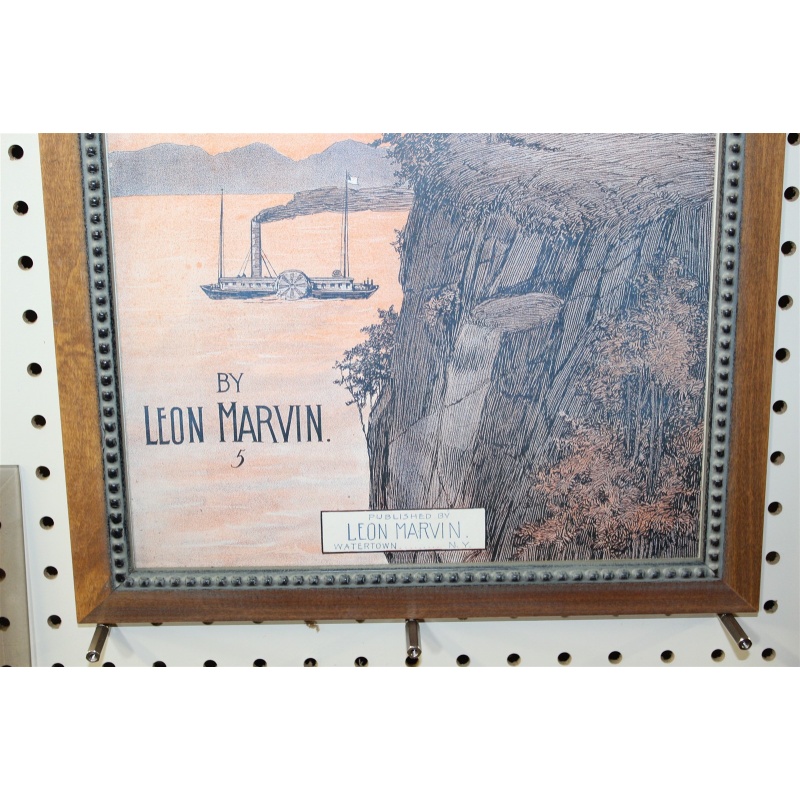 BY
LEON MARVIN.
5
PUBLISHED BY
LEON MARVIN.
WATERTOWN. N.Y.